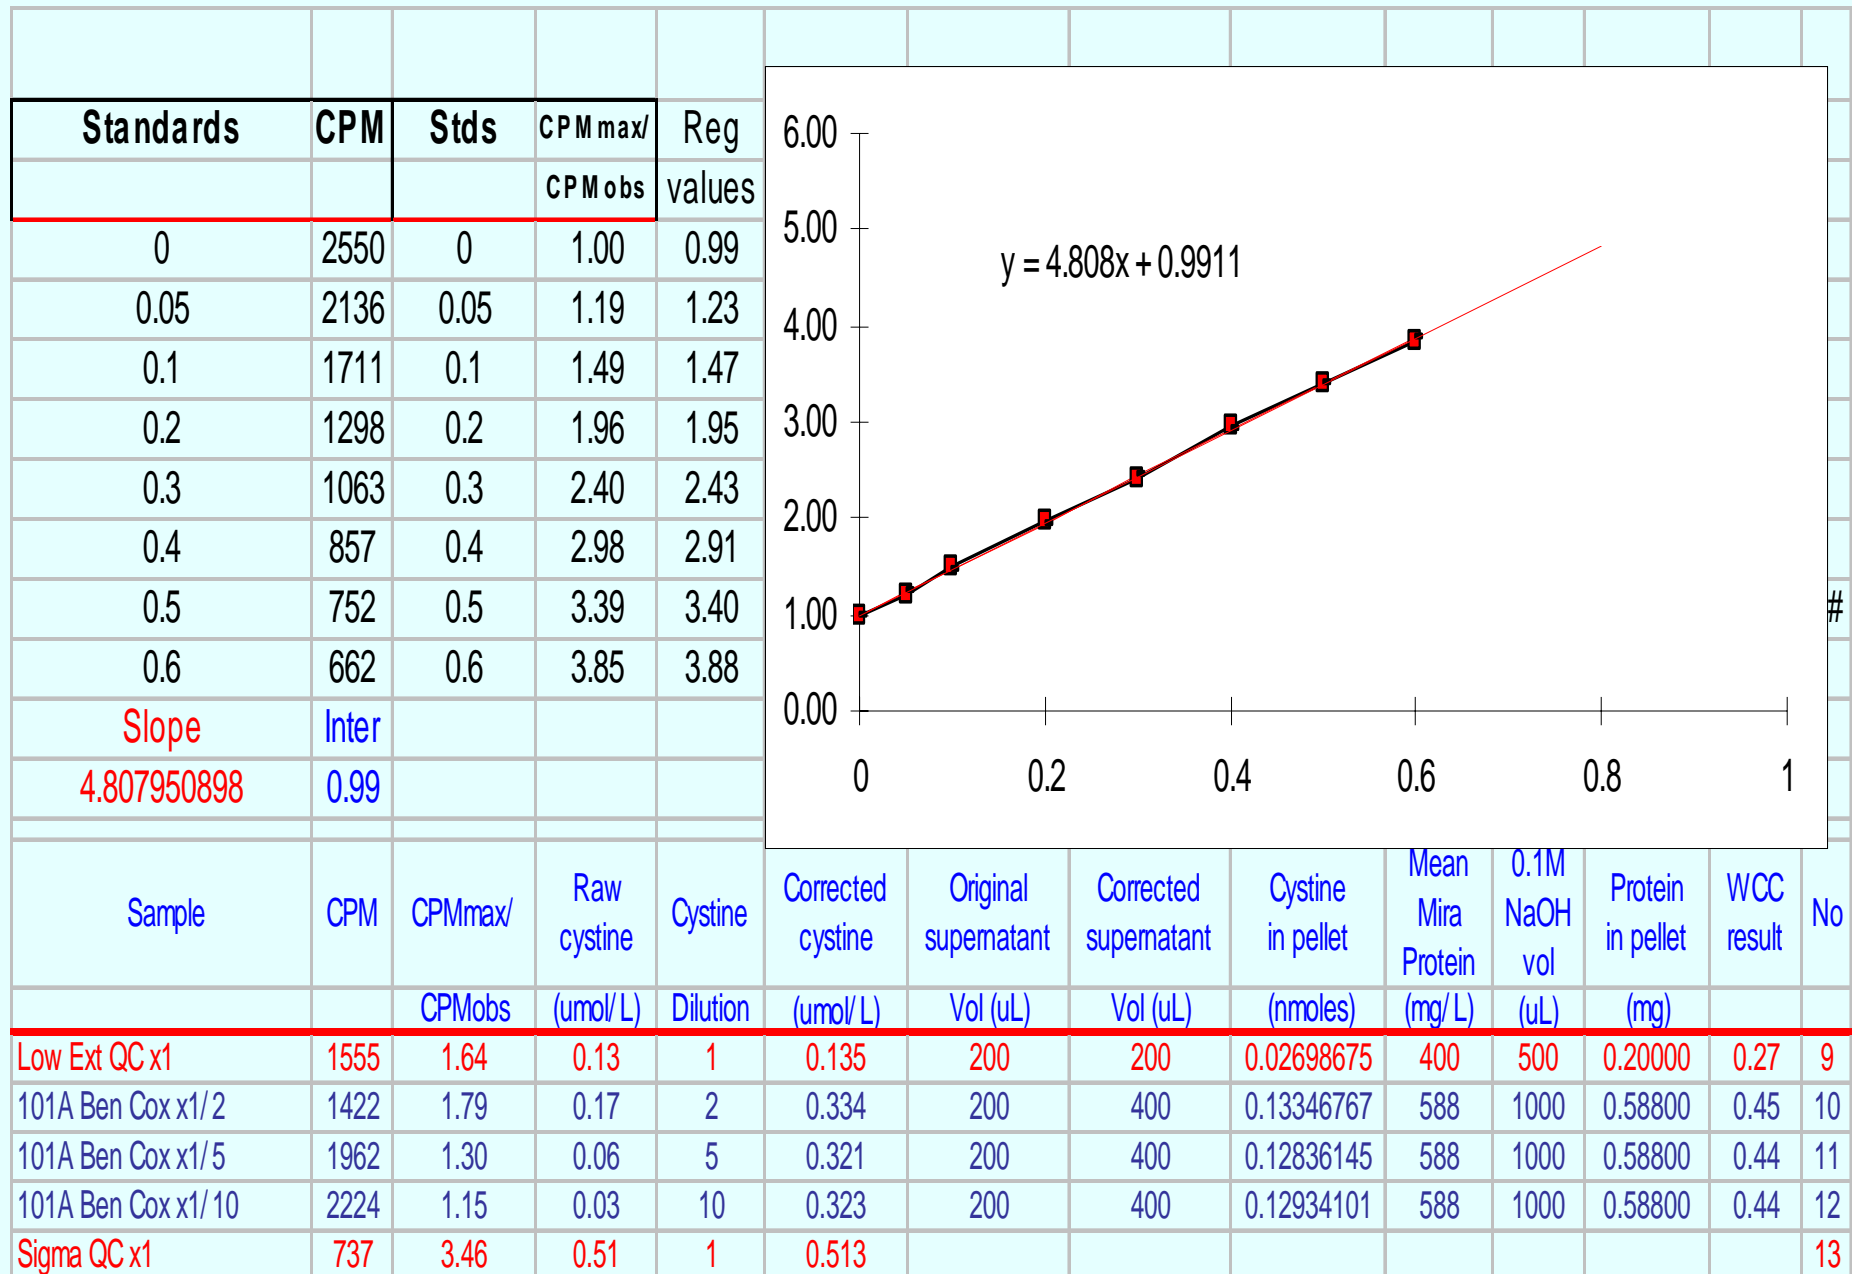 Standards CPM Stds CPMmax/ Reg
CPMobs values
0 2550 0 1.00 0.99
0.05 2136 0.05 1.19 1.23
0.1 1711 0.1 1.49 1.47
0.2 1298 0.2 1.96 1.95
0.3 1063 0.3 2.40 2.43
0.4 857 0.4 2.98 2.91
0.5 752 0.5 3.39 3.40
0.6 662 0.6 3.85 3.88
Slope Inter
4.807950898 0.99
6.00
5.00
y = 4.808x + 0.9911
4.00
3.00
2.00
1.00
#
0.00
0 0.2 0.4 0.6 0.8 1
Sample CPM CPMmax/ Raw cystine Cystine Corrected cystine Original supernatant Corrected supernatant Cystine in pellet Mean Mira Protein 0.1M NaOH vol Protein in pellet WCC result No
CPMobs (umol/L) Dilution (umol/L) Vol (uL) Vol (uL) (nmoles) (mg/L) (uL) (mg)
Low Ext QC x1 1555 1.64 0.13 1 0.135 200 200 0.02698675 400 500 0.20000 0.27 9
101A Ben Cox x1/2 1422 1.79 0.17 2 0.334 200 400 0.13346767 588 1000 0.58800 0.45 10
101A Ben Cox x1/5 1962 1.30 0.06 5 0.321 200 400 0.12836145 588 1000 0.58800 0.44 11
101A Ben Cox x1/10 2224 1.15 0.03 10 0.323 200 400 0.12934101 588 1000 0.58800 0.44 12
Sigma QC x1 737 3.46 0.51 1 0.513 13